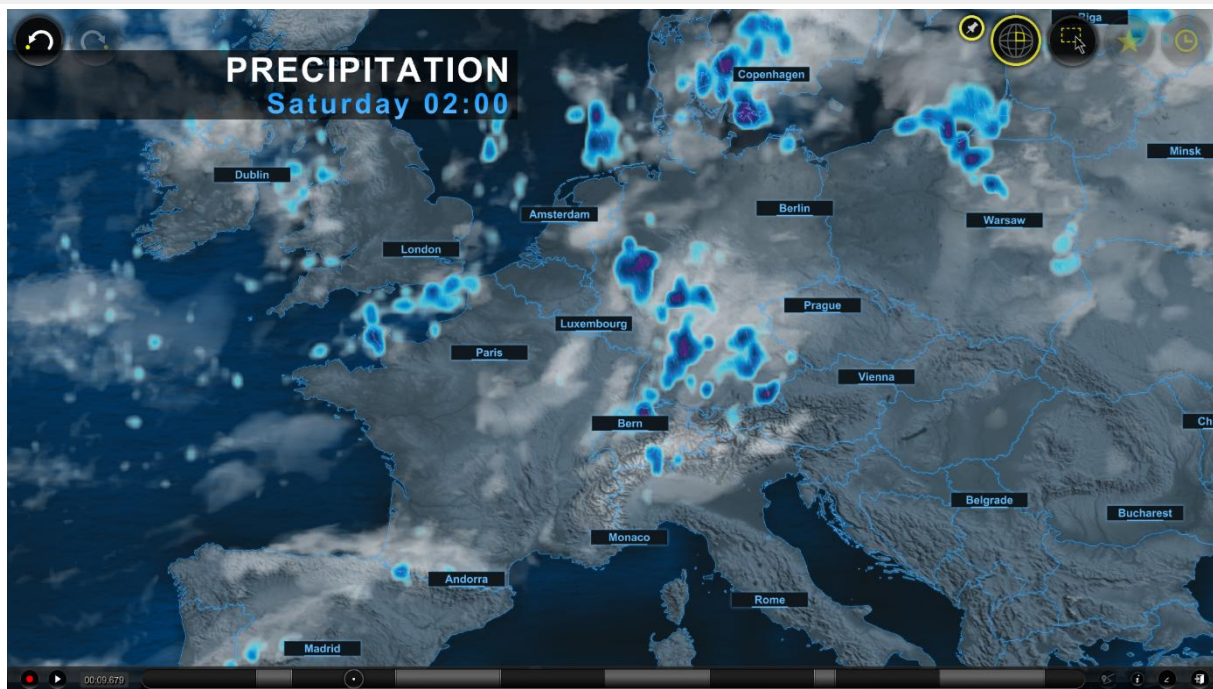 Riga
PRECIPITATION
Saturday 02:00
Copenhagen
Minsk
Dublin
Amsterdam
Berlin
Warsaw
London
Prague
Luxembourg
Paris
Vienna
Bern
Ch
Belgrade
Bucharest
Monaco
Andorra
Rome
Madrid
00:09.679